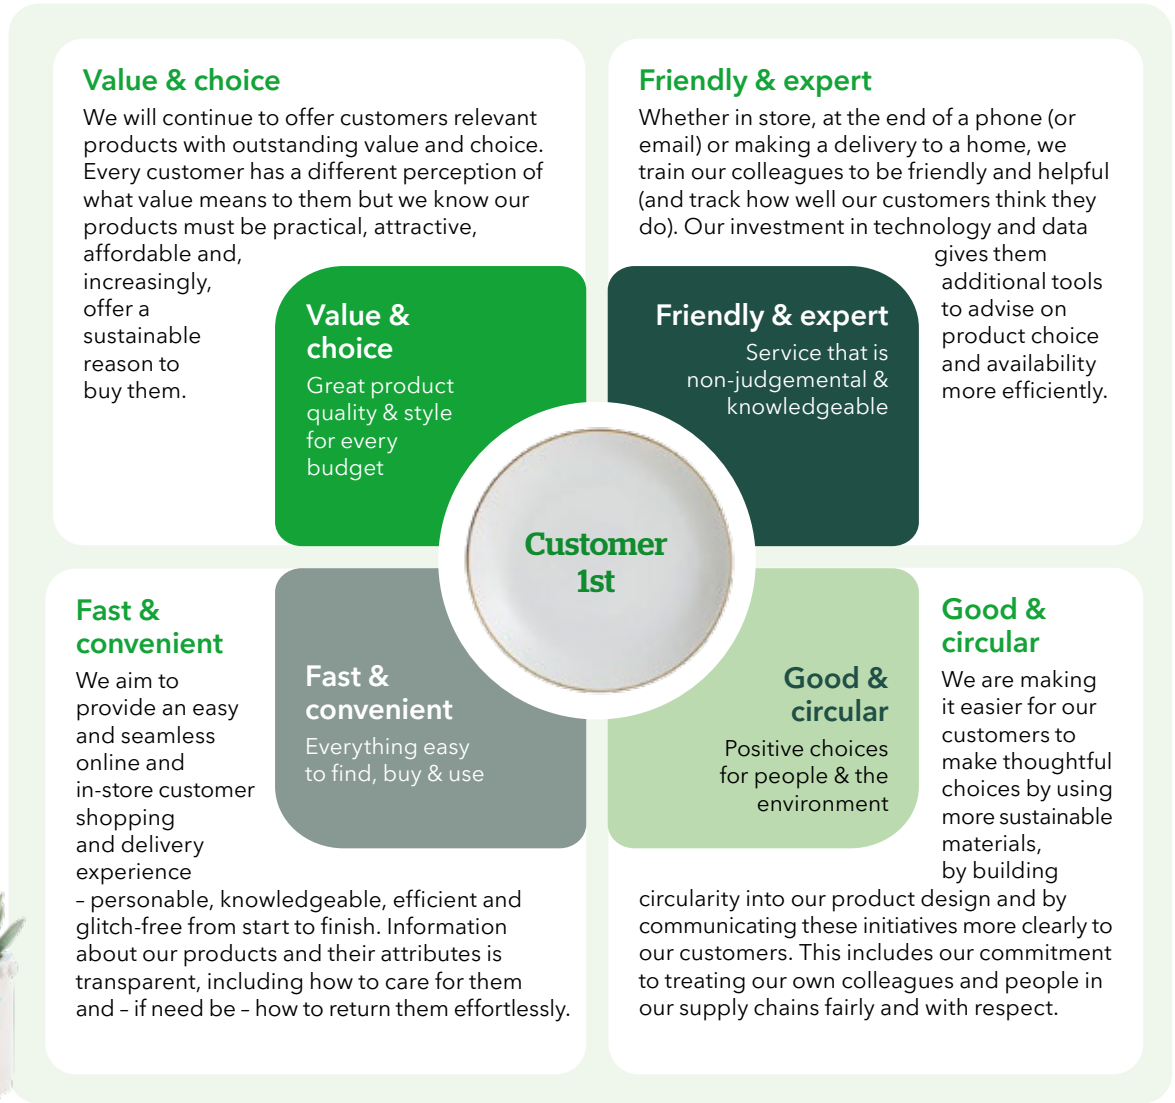 Value & choice
We will continue to offer customers relevant
products with outstanding value and choice.
Every customer has a different perception of
what value means to them but we know our
products must be practical, attractive,
affordable and,
increasingly,
offer a
sustainable
reason to
buy them.
Value &
choice
Great product
quality & style
for every
budget
Friendly & expert
Whether in store, at the end of a phone (or
email) or making a delivery to a home, we
train our colleagues to be friendly and helpful
(and track how well our customers think they
do). Our investment in technology and data
gives them
additional tools
to advise on
product choice
and availability
more efficiently.
Friendly & expert
Service that is
non-judgemental &
knowledgeable
Customer
1st
Fast &
convenient
We aim to
provide an easy
and seamless
online and
in-store customer
shopping
and delivery
experience
– personable, knowledgeable, efficient and
glitch-free from start to finish. Information
about our products and their attributes is
transparent, including how to care for them
and – if need be – how to return them effortlessly.
Fast &
convenient
Everything easy
to find, buy & use
Good &
circular
Positive choices
for people & the
environment
Good &
circular
We are making
it easier for our
customers to
make thoughtful
choices by using
more sustainable
materials,
by building
circularity into our product design and by
communicating these initiatives more clearly to
our customers. This includes our commitment
to treating our own colleagues and people in
our supply chains fairly and with respect.